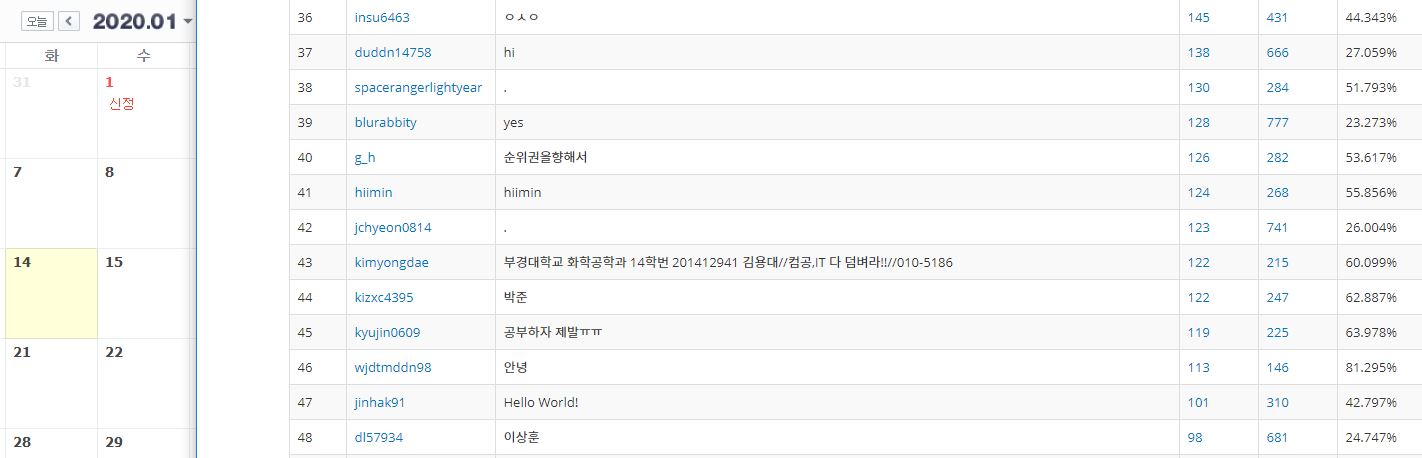 오늘 < 2020.01
화 수
31 1
신정
7 8
14 15
21 22
28 29
36 insu6463 ㅇㅅㅇ 145 431 44.343%
37 duddn14758 hi 138 666 27.059%
38 spacerangerlightyear . 130 284 51.793%
39 blurabbity yes 128 777 23.273%
40 g_h 순위권을향해서 126 282 53.617%
41 hiimin hiimin 124 268 55.856%
42 jchyeon0814 . 123 741 26.004%
43 kimyongdae 부경대학교 화학공학과 14학번 201412941 김용대//컴공,IT 다 덤벼라!!//010-5186 122 215 60.099%
44 kizxc4395 박준 122 247 62.887%
45 kyujin0609 공부하자 제발ㅠㅠ 119 225 63.978%
46 wjdtmddn98 안녕 113 146 81.295%
47 jinhak91 Hello World! 101 310 42.797%
48 dl57934 이상훈 98 681 24.747%